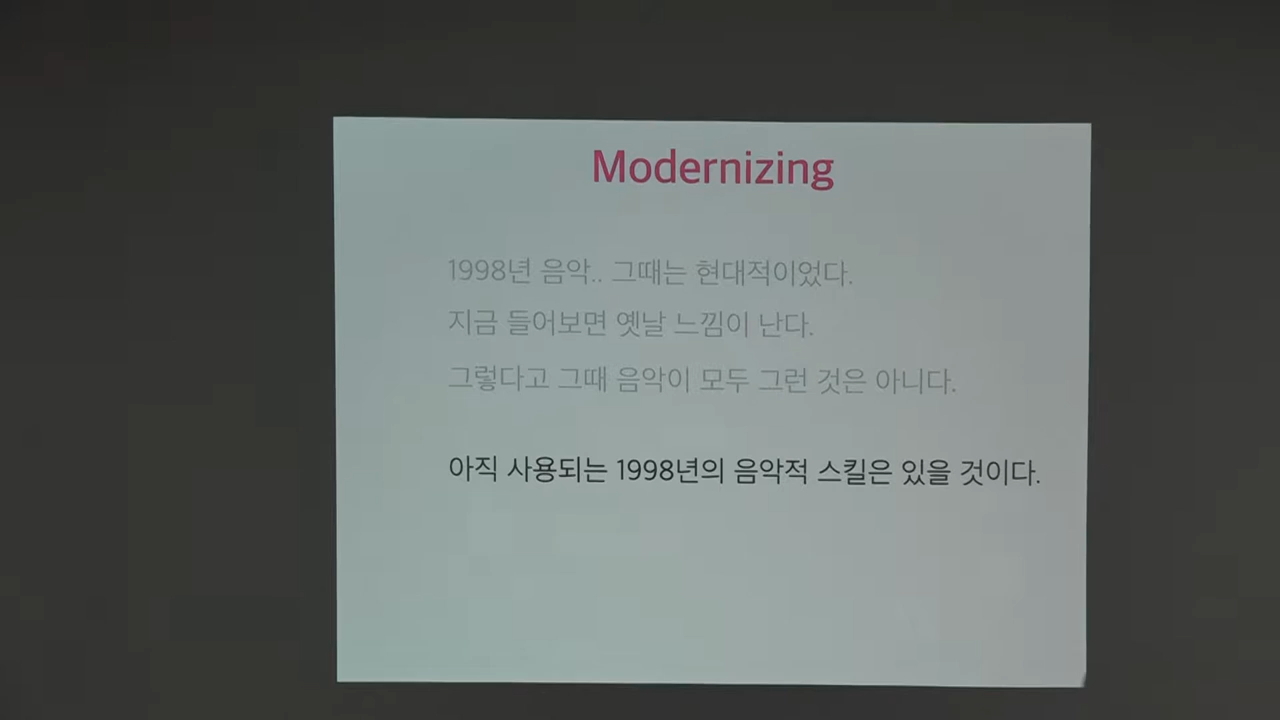 Modernizing
1998년 음악.. 그때는 현대적이었다.
지금 들어보면 옛날 느낌이 난다.
그렇다고 그때 음악이 모두 그런 것은 아니다.
아직 사용되는 1998년의 음악적 스킬은 있을 것이다.